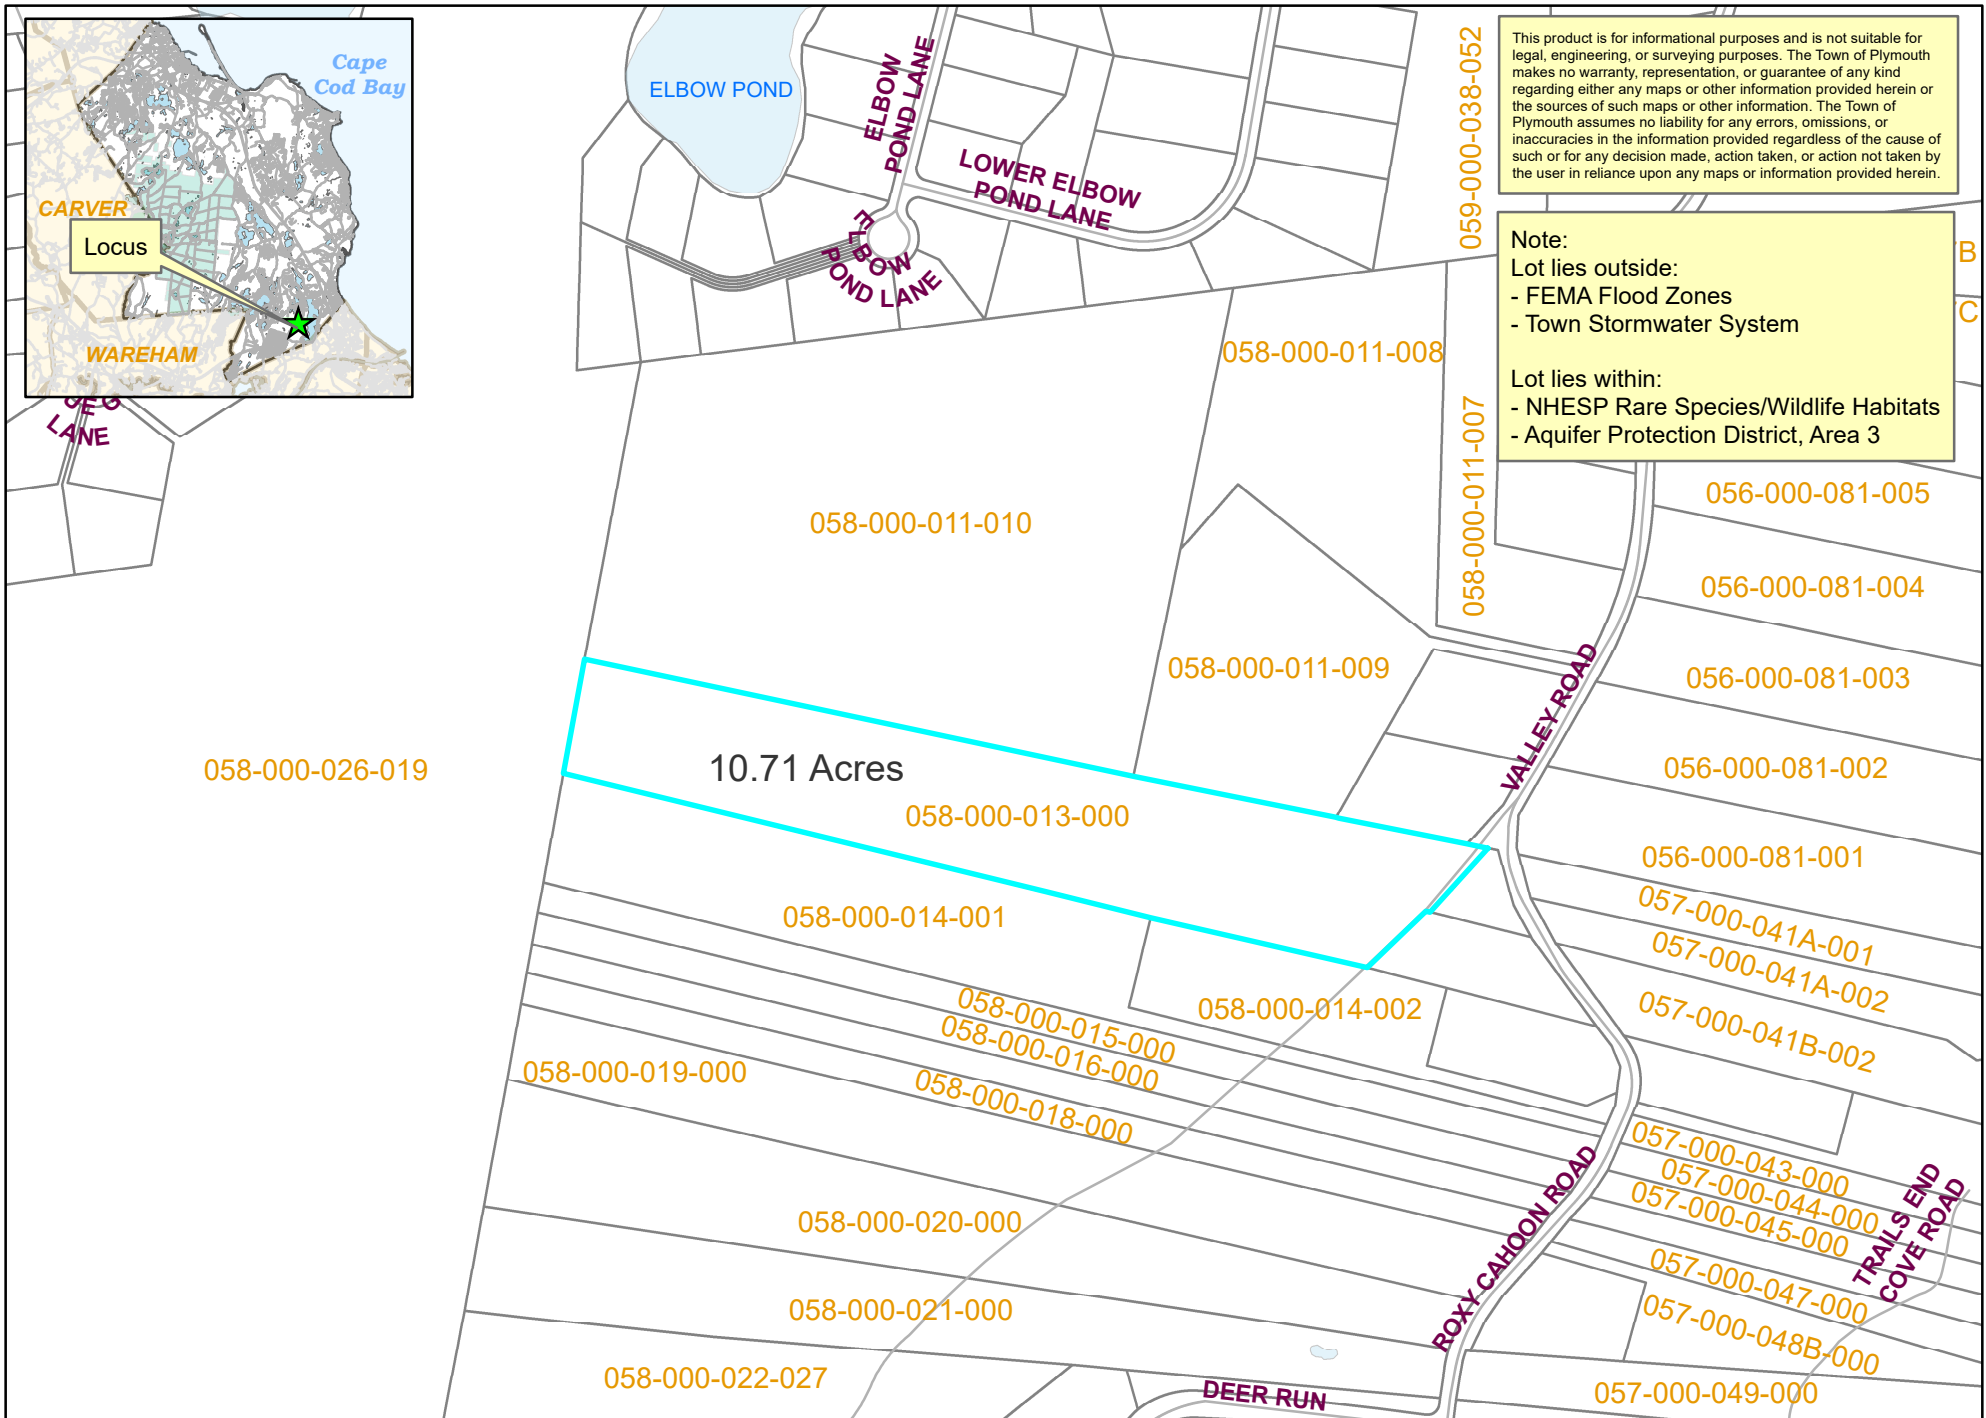 Cape
Cod Bay
CARVER
Locus
WAREHAM
ELBOW POND
ELBOW
POND LANE
LOWER ELBOW
POND LANE
ELBOW
POND LANE
059-000-038-052
This product is for informational purposes and is not suitable for
legal, engineering, or surveying purposes. The Town of Plymouth
makes no warranty, representation, or guarantee of any kind
regarding either any maps or other information provided herein or
the sources of such maps or other information. The Town of
Plymouth assumes no liability for any errors, omissions, or
inaccuracies in the information provided regardless of the cause of
such or for any decision made, action taken, or action not taken by
the user in reliance upon any maps or information provided herein.
Note:
Lot lies outside:
- FEMA Flood Zones
- Town Stormwater System
Lot lies within:
- NHESP Rare Species/Wildlife Habitats
- Aquifer Protection District, Area 3
B
C
LANE
058-000-011-008
058-000-011-007
058-000-011-010
056-000-081-005
056-000-081-004
058-000-011-009
VALLEY ROAD
056-000-081-003
058-000-026-019
10.71 Acres
056-000-081-002
058-000-013-000
056-000-081-001
058-000-014-001
057-000-041A-001
057-000-041A-002
058-000-014-002
057-000-041B-002
058-000-015-000
058-000-016-000
058-000-019-000
058-000-018-000
057-000-043-000
057-000-044-000
057-000-045-000
TRAILS END
COVE ROAD
058-000-020-000
ROXY CAHOON ROAD
057-000-047-000
058-000-021-000
057-000-048B-000
058-000-022-027
DEER RUN
057-000-049-000